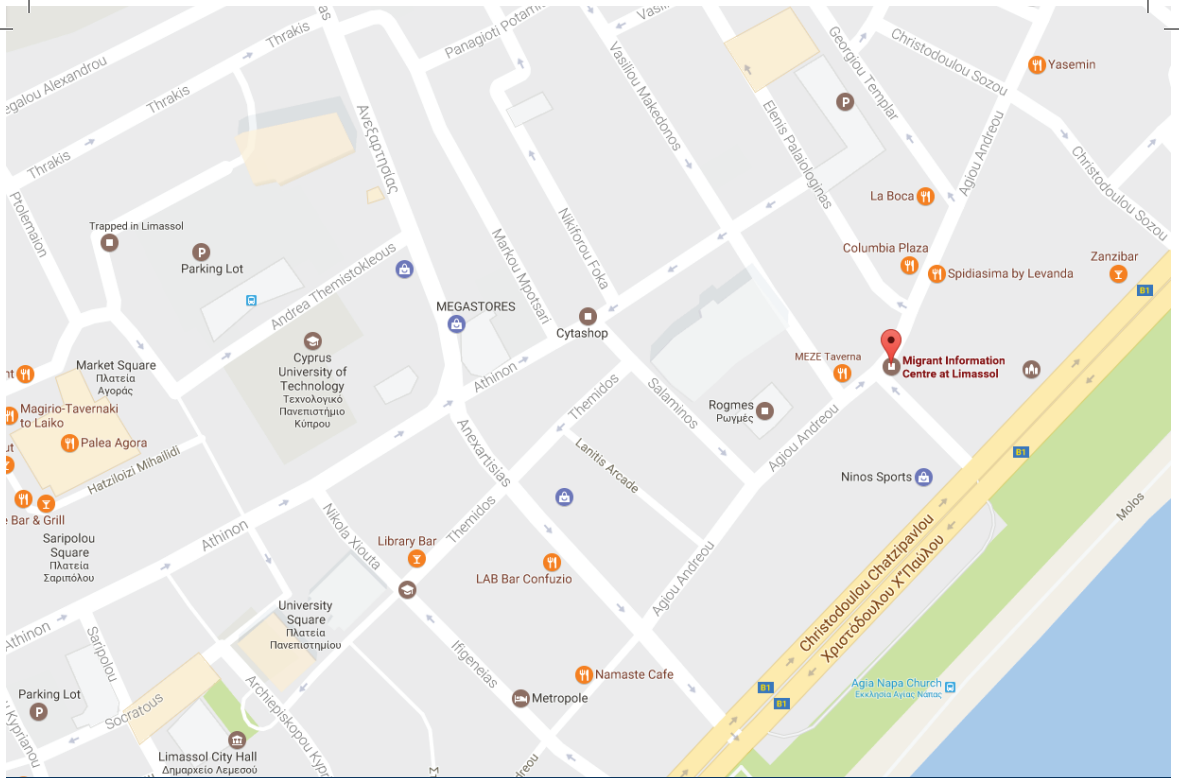 Thrakis
Panagioti Potami
Vasil
Vasiliou Makedonos
Georgiou Templar
Christodoulou Sozou
Yasemin
egalou Alexandrou
Thrakis
P
Ανεξαρτησίας
Elenis Palaiologinas
Agiou Andreou
Thrakis
Christodoulou Sozou
Ptolemaion
La Boca
Trapped in Limassol
Nikiforou Foka
P
Parking Lot
Markou Mpotsari
Columbia Plaza
Spidiasima by Levanda
Zanzibar
B1
Andrea Themistokleous
MEGASTORES
Cytashop
Cyprus
University of
Technology
Τεχνολογικό
Πανεπιστήμιο
Κύπρου
Market Square
Πλατεία
Αγοράς
MEZE Taverna
Migrant Information
Centre at Limassol
nt
Athinon
Themidos
Salaminos
Rogmes
Ρωγμές
Magirio-Tavernaki
to Laiko
Palea Agora
ut
Hatziloizi Mihailidi
Anexartisias
Lanitis Arcade
Agiou Andreou
B1
Ninos Sports
e Bar & Grill
Saripolou
Square
Πλατεία
Σαριπόλου
Athinon
Nikola Xiouta
Themidos
Library Bar
LAB Bar Confuzio
Agiou Andreou
Molos
Christodoulou Chatzipavlou
Χριστόδουλου Χ"Παύλου
University
Square
Πλατεία
Πανεπιστημίου
Athinon
Saripolou
Ifigeneias
Namaste Cafe
Metropole
B1
B1
Agia Napa Church
Εκκλησία Αγίας Νάπας
Parking Lot
P
Kyprianou
Socratous
Archiepiskopou Kypr
Limassol City Hall
Δημαρχείο Λεμεσού
dreou